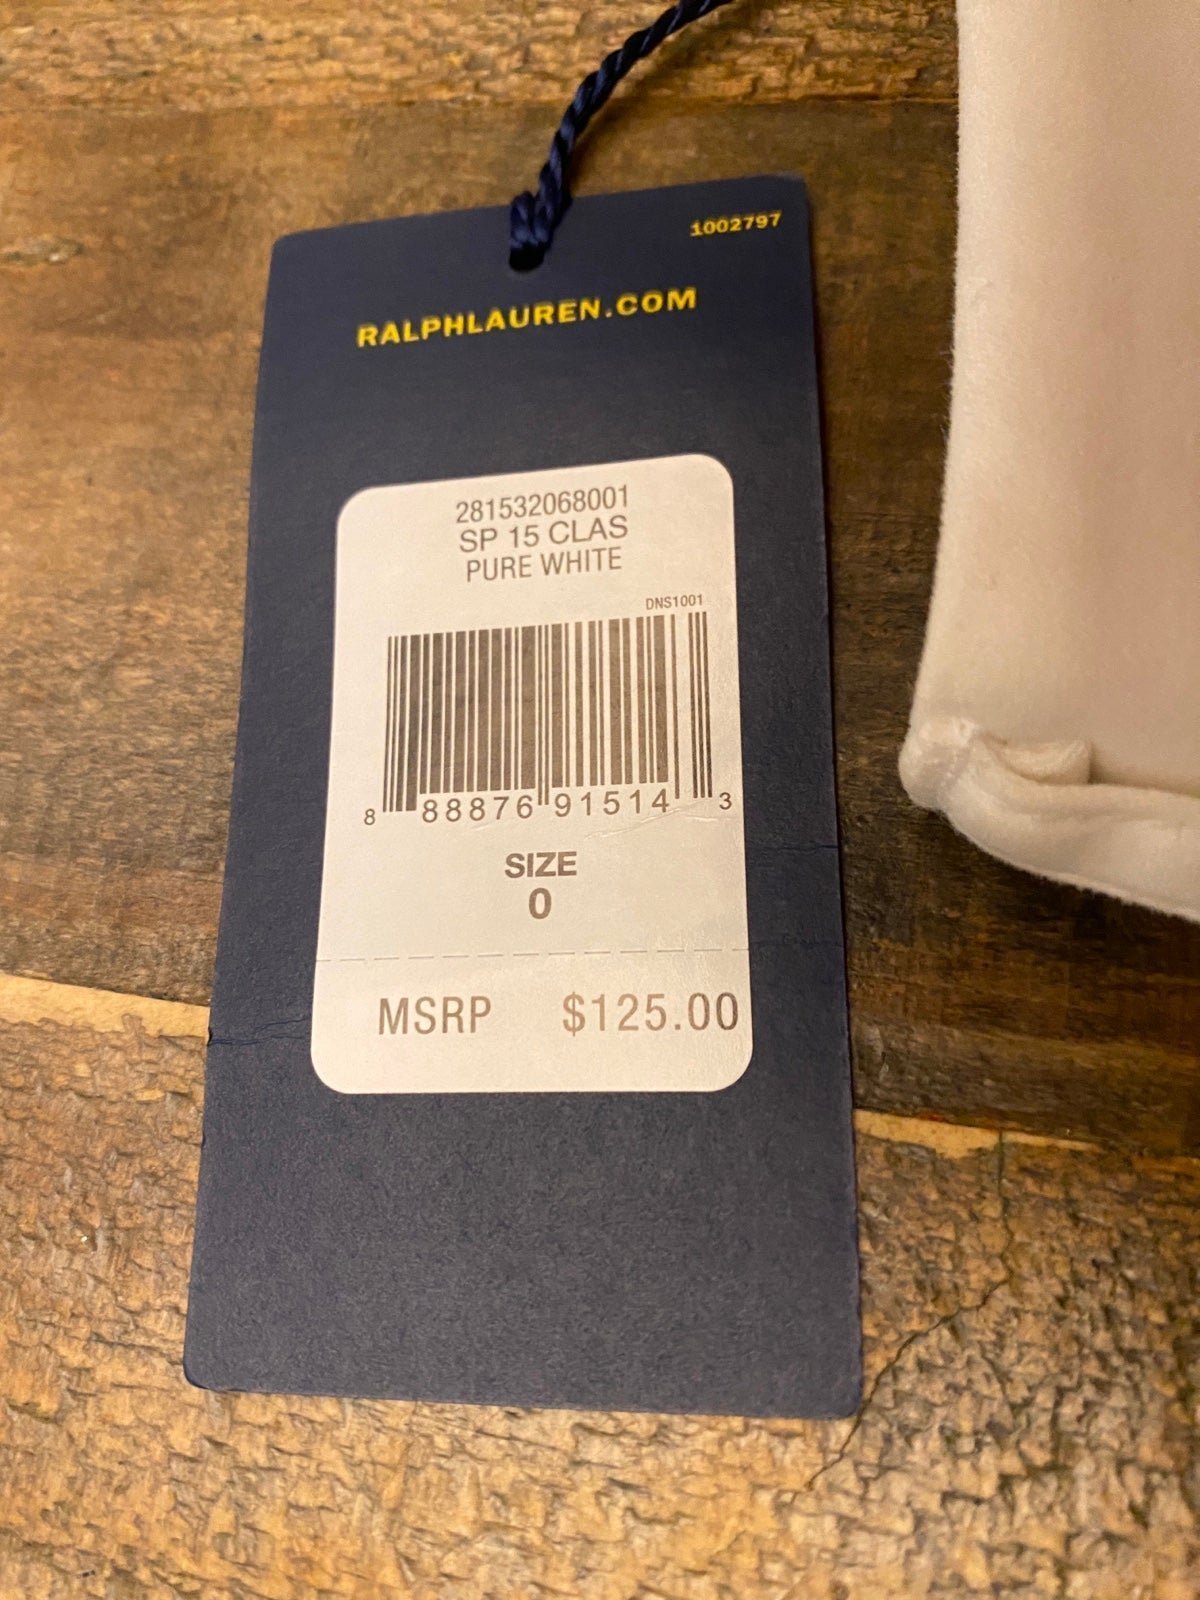 1002797
RALPHLAUREN.COM
281532068001
SP 15 CLAS
PURE WHITE
DNS1001
8 88876 91514 3
SIZE
0
MSRP $125.00